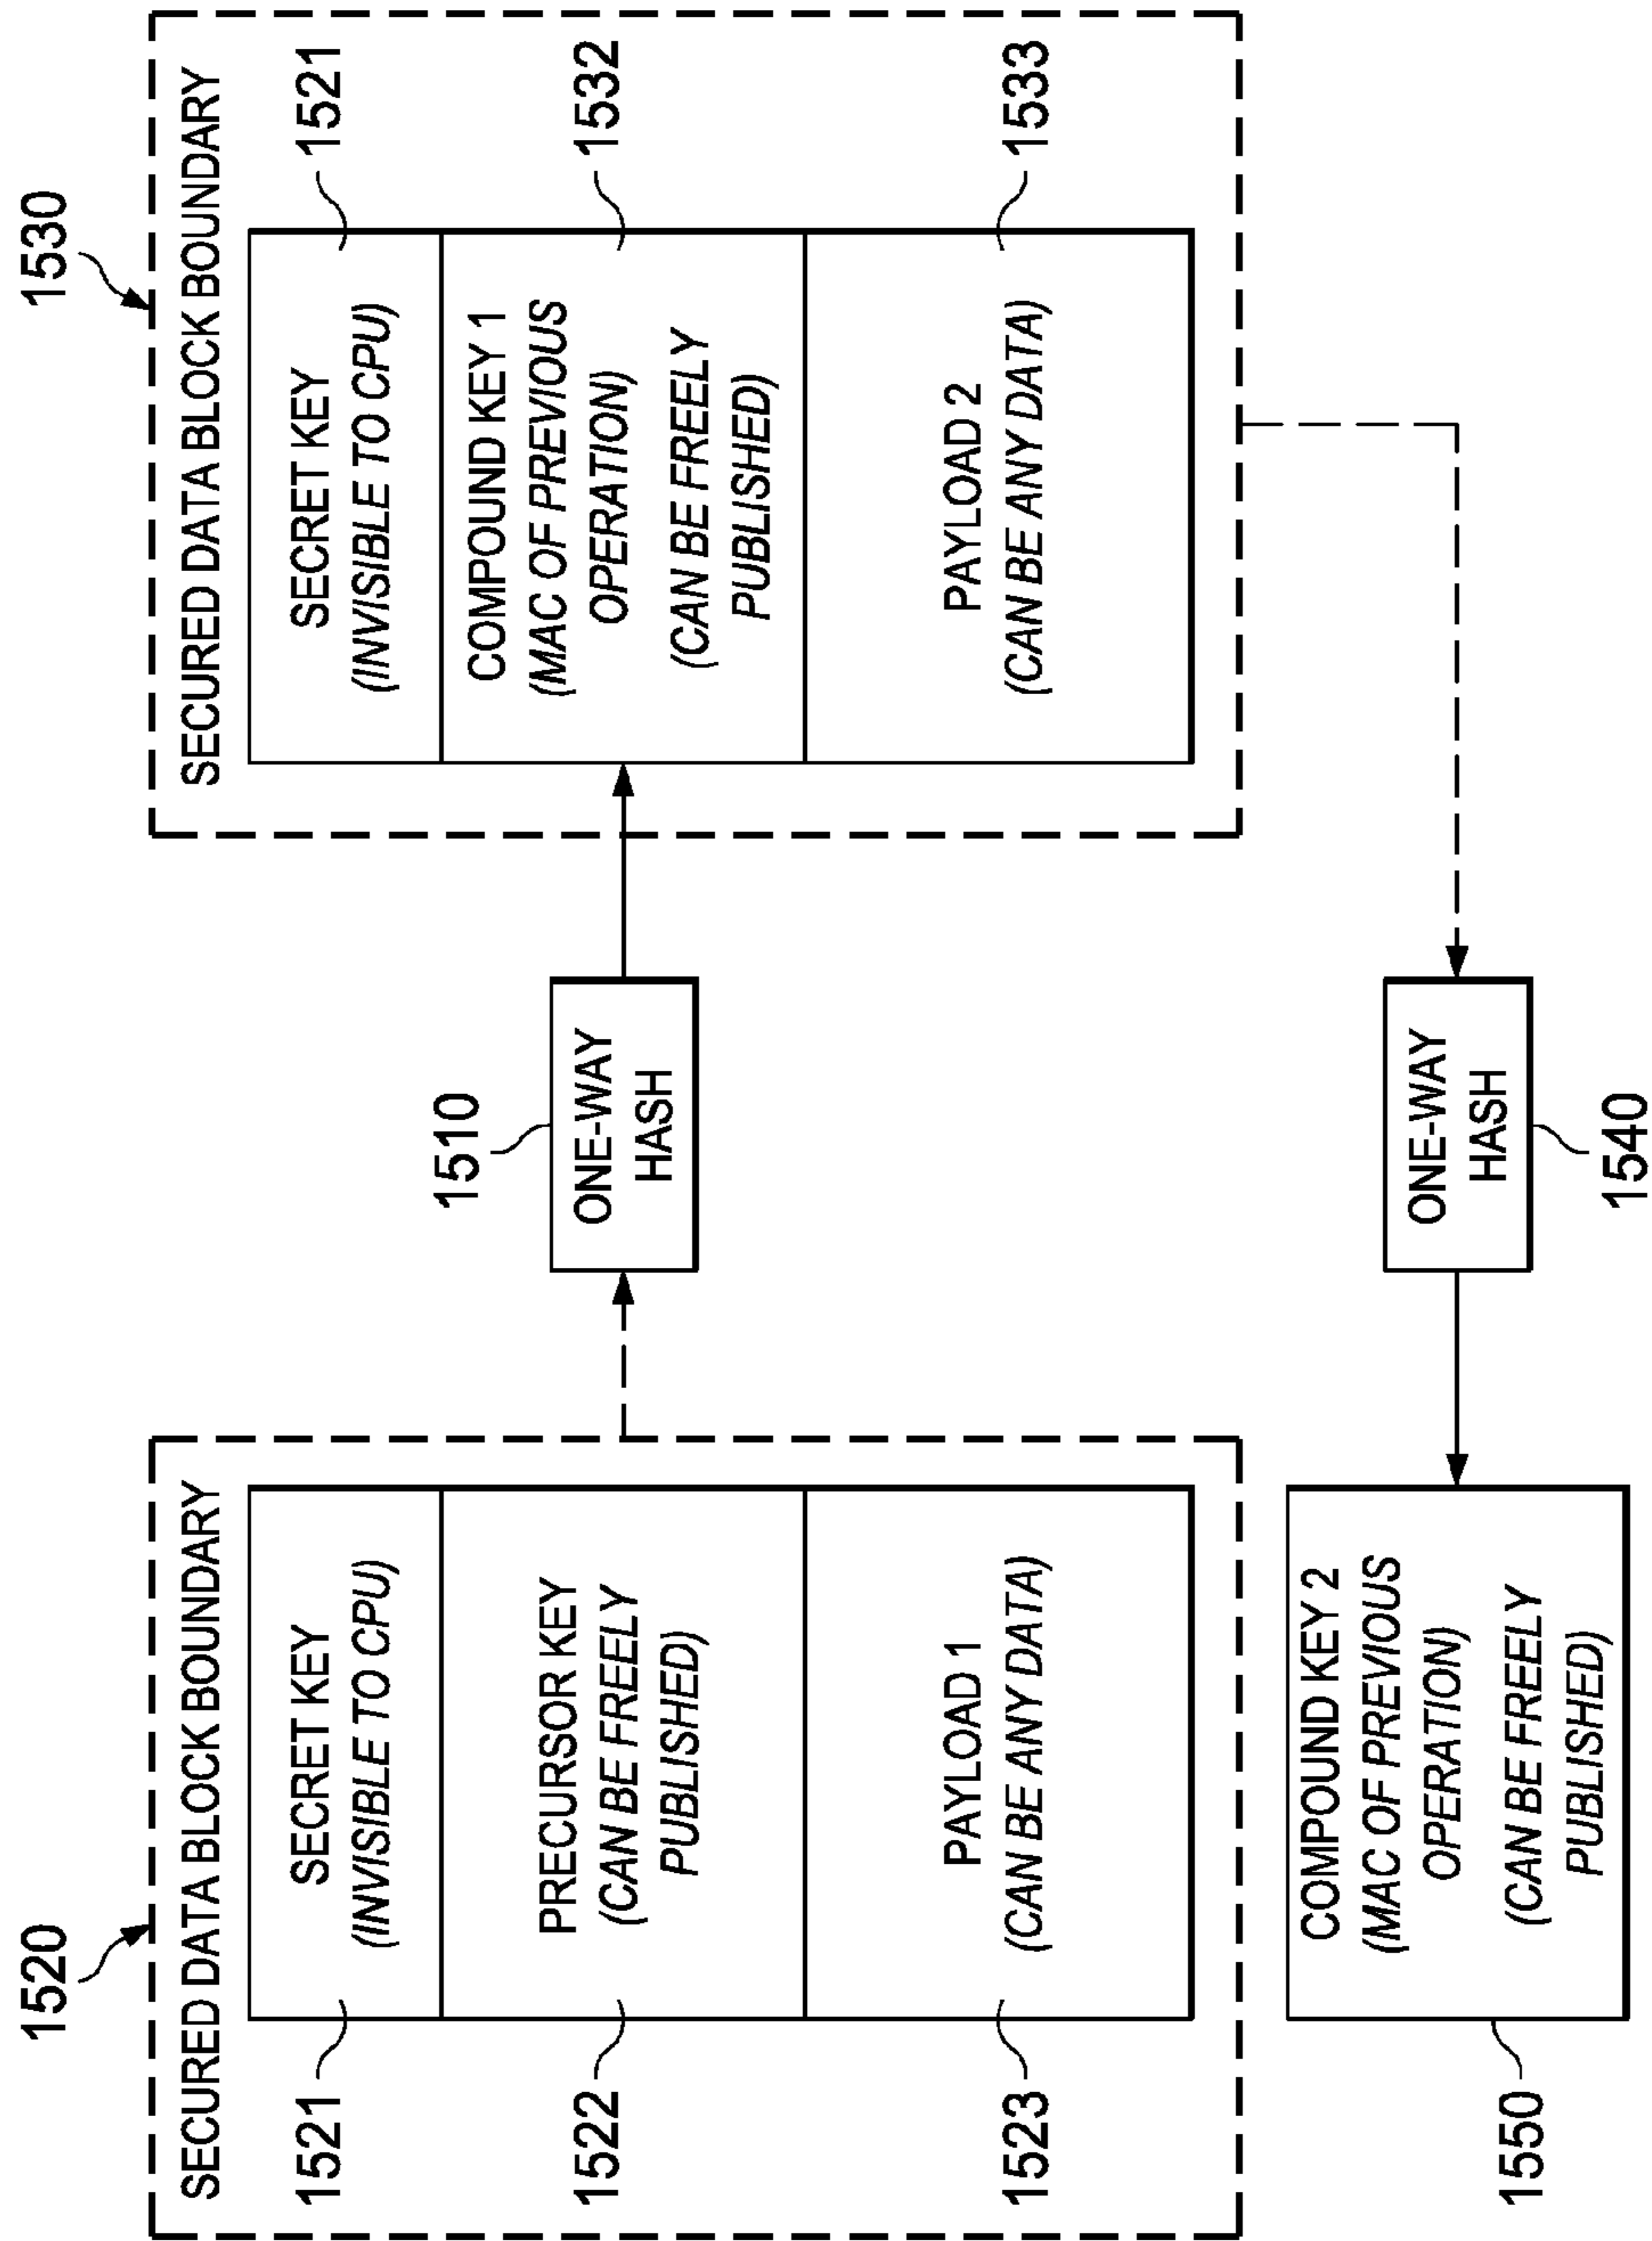 1520
SECURED DATA BLOCK BOUNDARY
1521
SECRET KEY
(INVISIBLE TO CPU)
1522
PRECURSOR KEY
(CAN BE FREELY
PUBLISHED)
1523
PAYLOAD 1
(CAN BE ANY DATA)
1510
ONE-WAY
HASH
1530
SECURED DATA BLOCK BOUNDARY
SECRET KEY
(INVISIBLE TO CPU)
1521
COMPOUND KEY 1
(MAC OF PREVIOUS
OPERATION)
(CAN BE FREELY
PUBLISHED)
1532
PAYLOAD 2
(CAN BE ANY DATA)
1533
ONE-WAY
HASH
1540
COMPOUND KEY 2
(MAC OF PREVIOUS
OPERATION)
(CAN BE FREELY
PUBLISHED)
1550